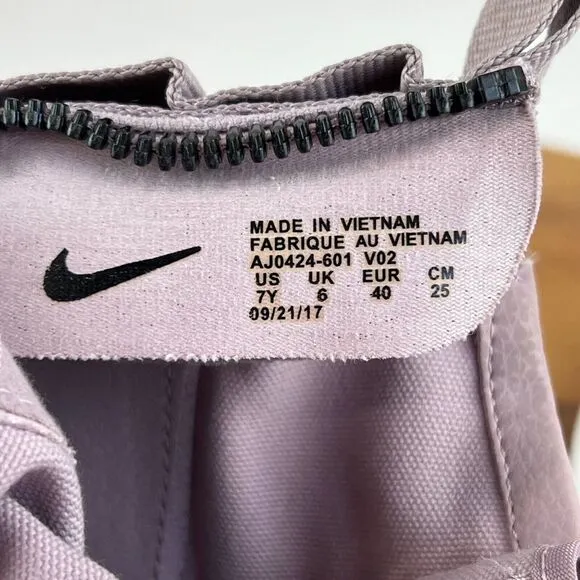 MADE IN VIETNAM
FABRIQUE AU VIETNAM
AJ0424-601 V02
US UK EUR CM
7Y 6 40 25
09/21/17